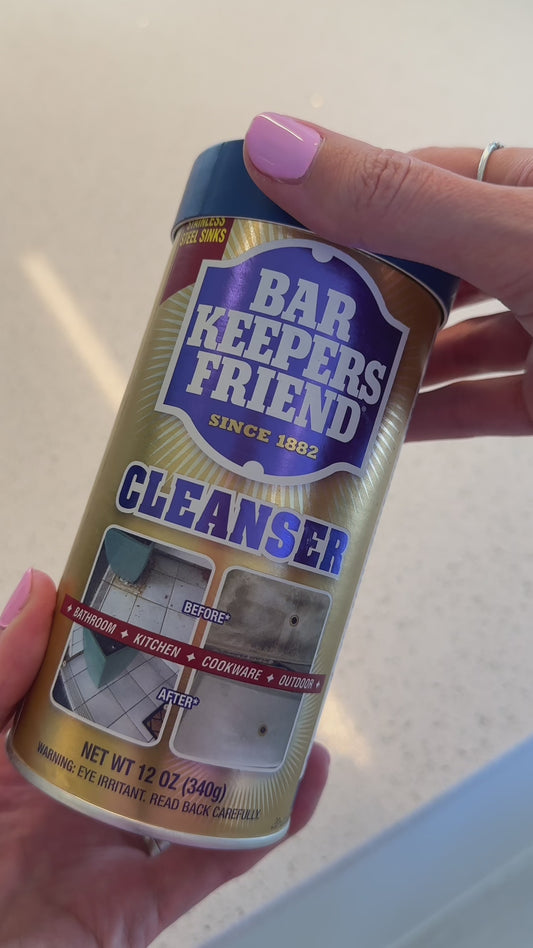 STAINLESS
STEEL SINKS
BAR
KEEPERS
FRIEND®
SINCE 1882
CLEANSER
BEFORE*
BATHROOM ✦ KITCHEN ✦ COOKWARE ✦ OUTDOOR
AFTER*
NET WT 12 OZ (340g)
WARNING: EYE IRRITANT. READ BACK CAREFULLY.